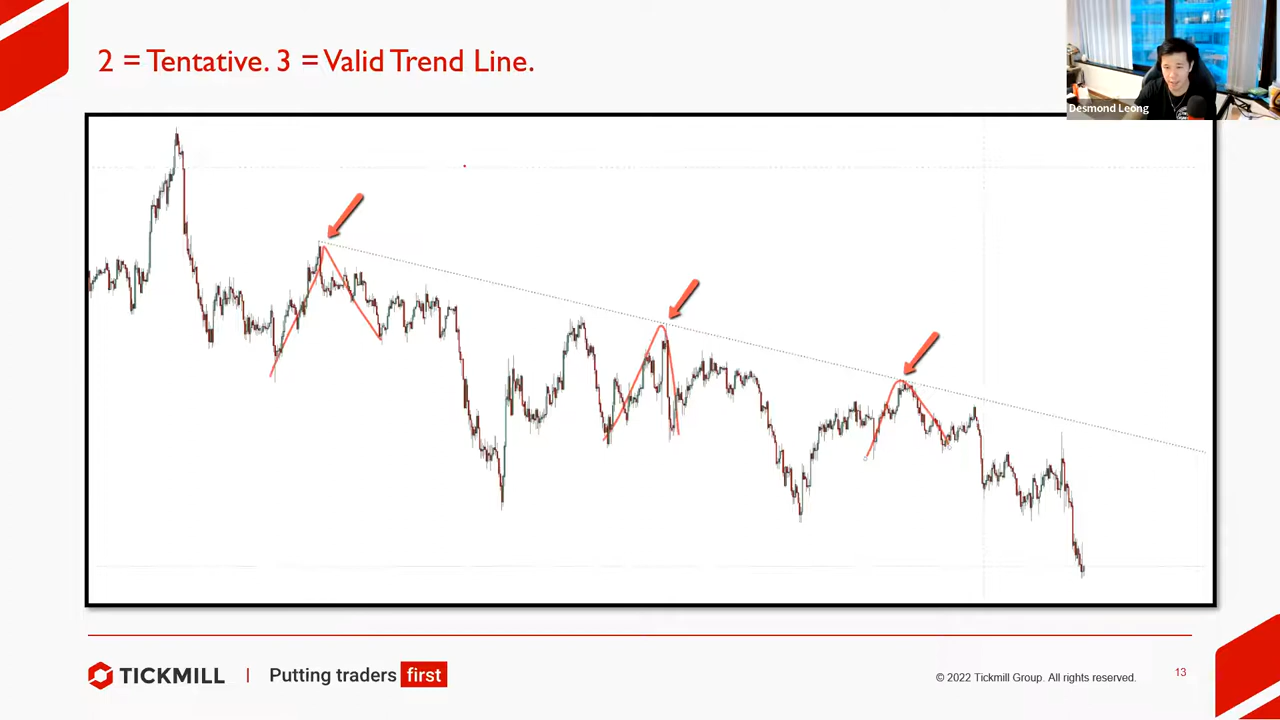 2 = Tentative. 3 = Valid Trend Line.
Desmond Leong
TICKMILL | Putting traders first
© 2022 Tickmill Group. All rights reserved.
13